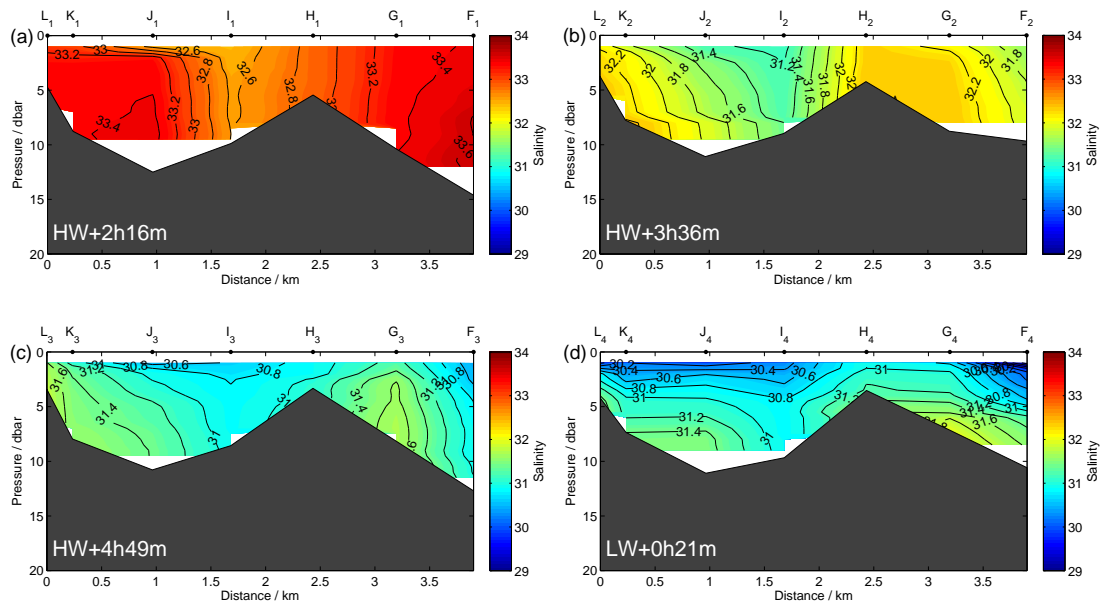 L1 K1 J1 I1 H1 G1 F1
(a)
0 5 10 15 20
Pressure / dbar
33.2 33 32.6 32.8 32.6 33.4
33.2 33 32.8 33.4 33.6
HW+2h16m
0 0.5 1 1.5 2 2.5 3 3.5
Distance / km
34 33 32 31 30 29
Salinity
L2 K2 J2 I2 H2 G2 F2
(b)
0 5 10 15 20
Pressure / dbar
32.2 32 31.8 31.4 31.2 31.4 31.8 32.2 32 31.8
31.6
HW+3h36m
0 0.5 1 1.5 2 2.5 3 3.5
Distance / km
34 33 32 31 30 29
Salinity
L3 K3 J3 I3 H3 G3 F3
(c)
0 5 10 15 20
Pressure / dbar
31.6 31.2 31 30.8 30.6 31.2 30.8
31.4 31 31.4
HW+4h49m
0 0.5 1 1.5 2 2.5 3 3.5
Distance / km
34 33 32 31 30 29
Salinity
L4 K4 J4 I4 H4 G4 F4
(d)
0 5 10 15 20
Pressure / dbar
30.4 30.6 30.4 30.8 31
30.8 31 31.2 31.4 31 31.4 31.6
LW+0h21m
0 0.5 1 1.5 2 2.5 3 3.5
Distance / km
34 33 32 31 30 29
Salinity